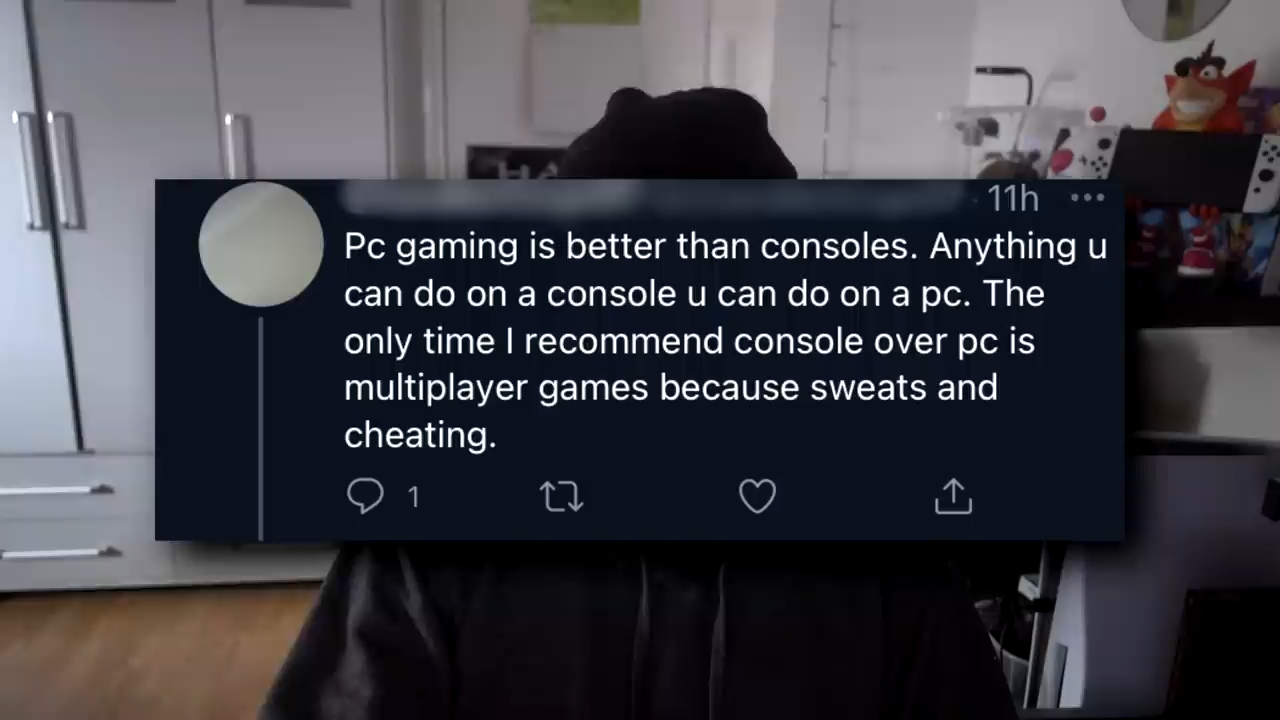 11h
Pc gaming is better than consoles. Anything u
can do on a console u can do on a pc. The
only time I recommend console over pc is
multiplayer games because sweats and
cheating.
1